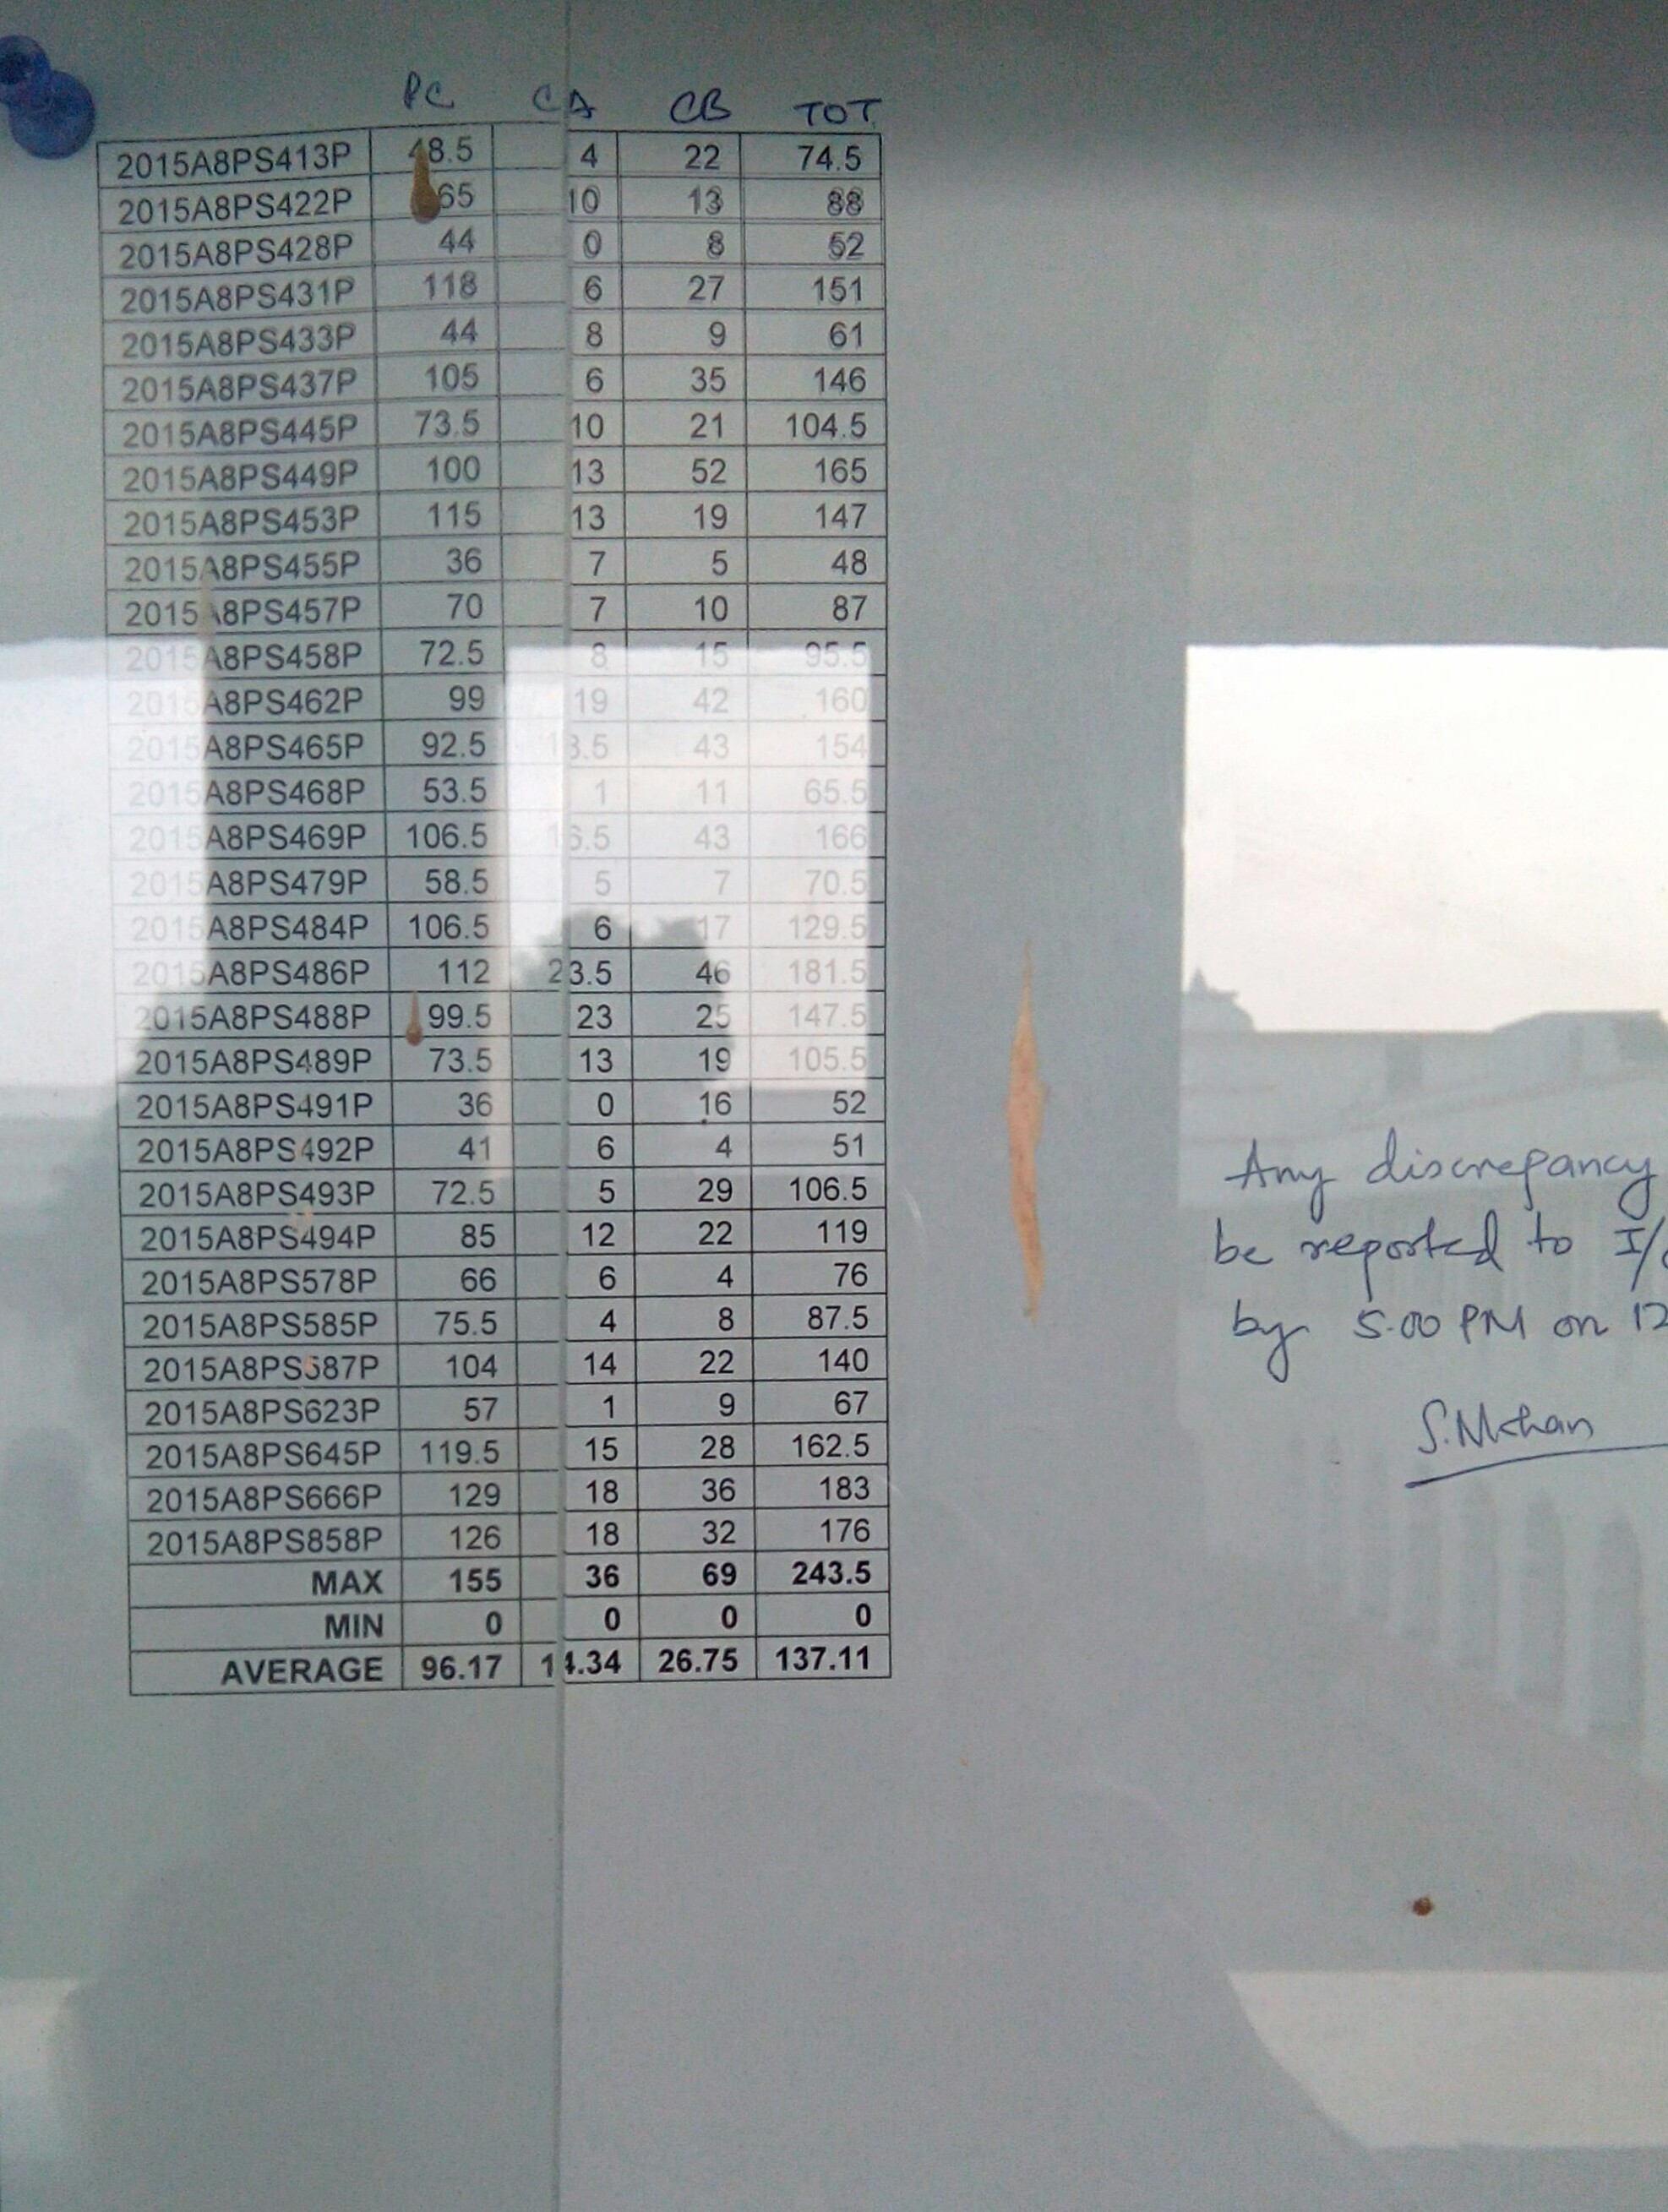 PC CA CB TOT
2015A8PS413P 48.5 4 22 74.5
2015A8PS422P 65 10 13 88
2015A8PS428P 44 0 8 52
2015A8PS431P 118 6 27 151
2015A8PS433P 44 8 9 61
2015A8PS437P 105 6 35 146
2015A8PS445P 73.5 10 21 104.5
2015A8PS449P 100 13 52 165
2015A8PS453P 115 13 19 147
2015A8PS455P 36 7 5 48
2015A8PS457P 70 7 10 87
2015A8PS458P 72.5 8 15 95.5
2015A8PS462P 99 19 42 160
2015A8PS465P 92.5 18.5 43 154
2015A8PS468P 53.5 1 11 65.5
2015A8PS469P 106.5 16.5 43 166
2015A8PS479P 58.5 5 7 70.5
2015A8PS484P 106.5 6 17 129.5
2015A8PS486P 112 23.5 46 181.5
2015A8PS488P 99.5 23 25 147.5
2015A8PS489P 73.5 13 19 105.5
2015A8PS491P 36 0 16 52
2015A8PS492P 41 6 4 51
2015A8PS493P 72.5 5 29 106.5
2015A8PS494P 85 12 22 119
2015A8PS578P 66 6 4 76
2015A8PS585P 75.5 4 8 87.5
2015A8PS587P 104 14 22 140
2015A8PS623P 57 1 9 67
2015A8PS645P 119.5 15 28 162.5
2015A8PS666P 129 18 36 183
2015A8PS858P 126 18 32 176
MAX 155 36 69 243.5
MIN 0 0 0 0
AVERAGE 96.17 14.34 26.75 137.11
Any discrepancy
be reported to I/
by 5.00 PM on 12
S.MKhan